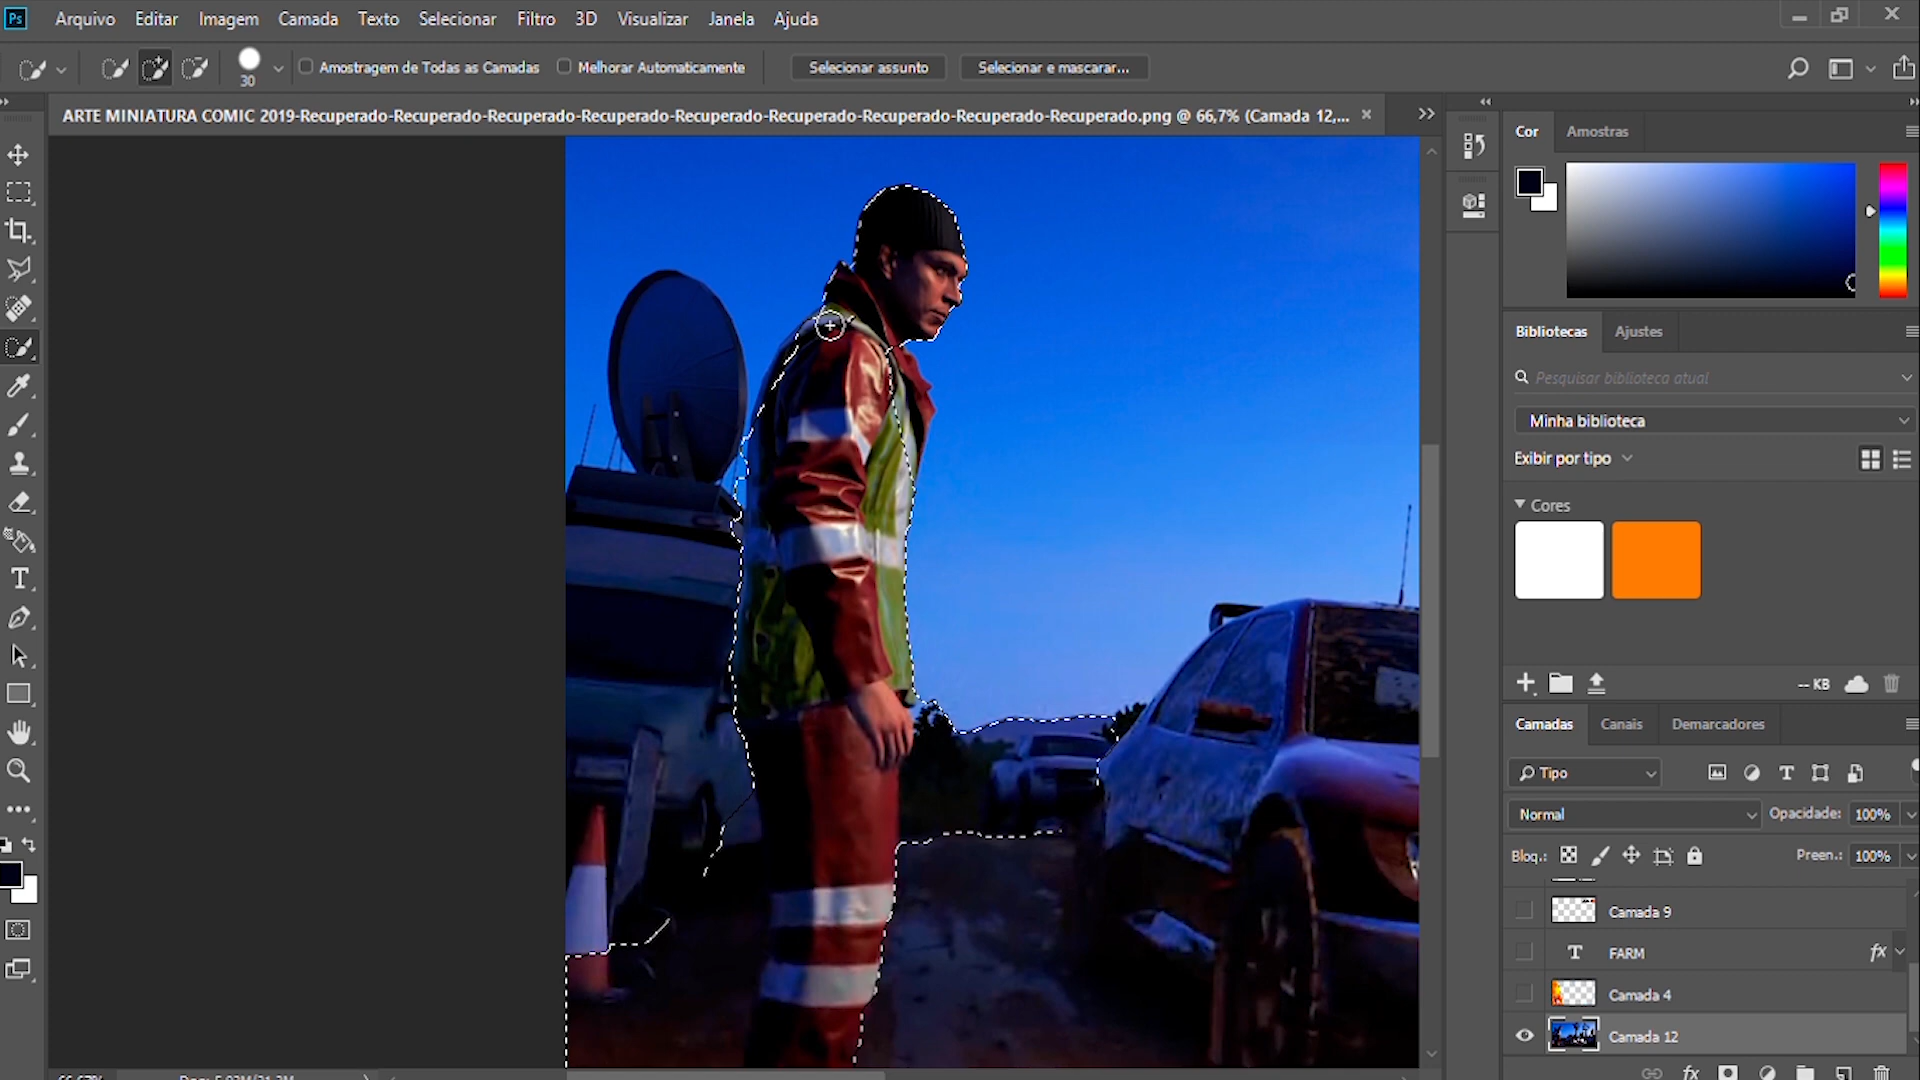 Ps Arquivo Editar Imagem Camada Texto Selecionar Filtro 3D Visualizar Janela Ajuda
30 Amostragem de Todas as Camadas Melhorar Automaticamente Selecionar assunto Selecionar e mascarar...
ARTE MINIATURA COMIC 2019-Recuperado-Recuperado-Recuperado-Recuperado-Recuperado-Recuperado-Recuperado-Recuperado-Recuperado.png @ 66,7% (Camada 12,...
Cor Amostras
Bibliotecas Ajustes
Pesquisar biblioteca atual
Minha biblioteca
Exibir por tipo
Cores
-- KB
Camadas Canais Demarcadores
Tipo
Normal Opacidade: 100%
Bloq.: Preen.: 100%
Camada 9
T FARM fx
Camada 4
Camada 12
fx